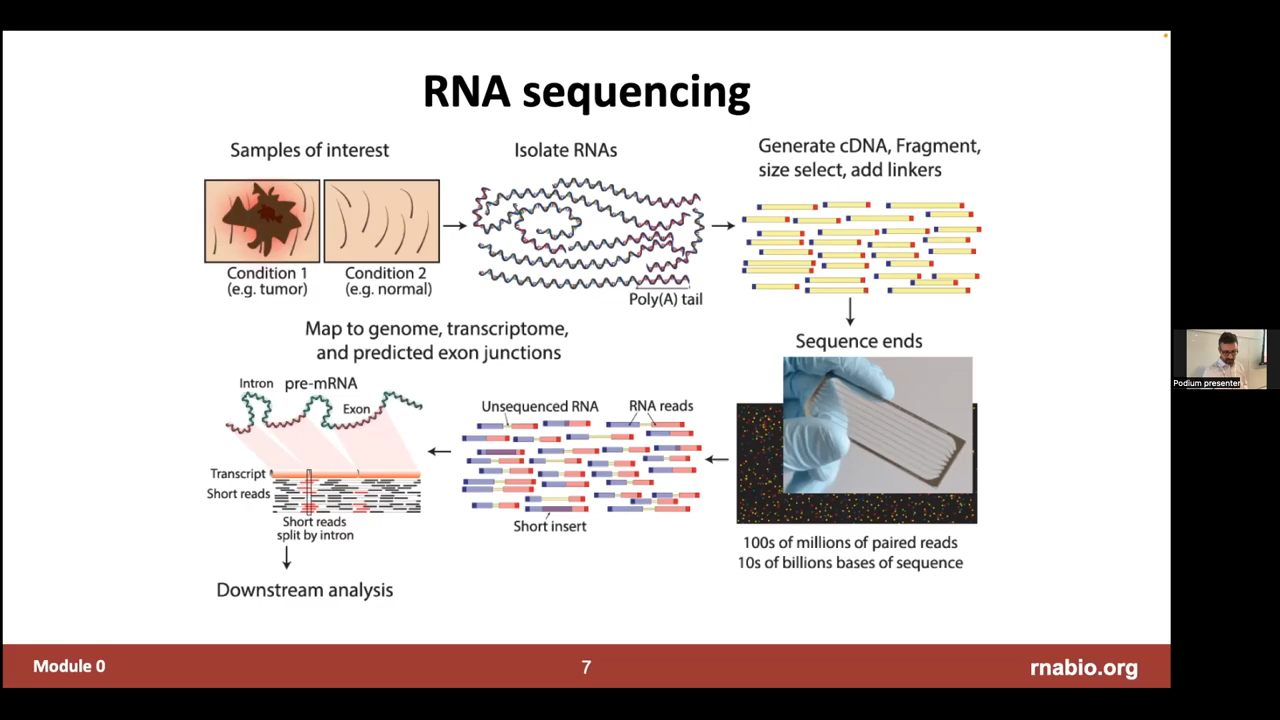 RNA sequencing
Samples of interest
Condition 1
(e.g. tumor)
Condition 2
(e.g. normal)
Isolate RNAs
Poly(A) tail
Generate cDNA, Fragment,
size select, add linkers
Sequence ends
100s of millions of paired reads
10s of billions bases of sequence
Unsequenced RNA
RNA reads
Short insert
Map to genome, transcriptome,
and predicted exon junctions
Intron
pre-mRNA
Exon
Transcript
Short reads
Short reads
split by intron
Downstream analysis
Module 0
7
rnabio.org
Podium presenter